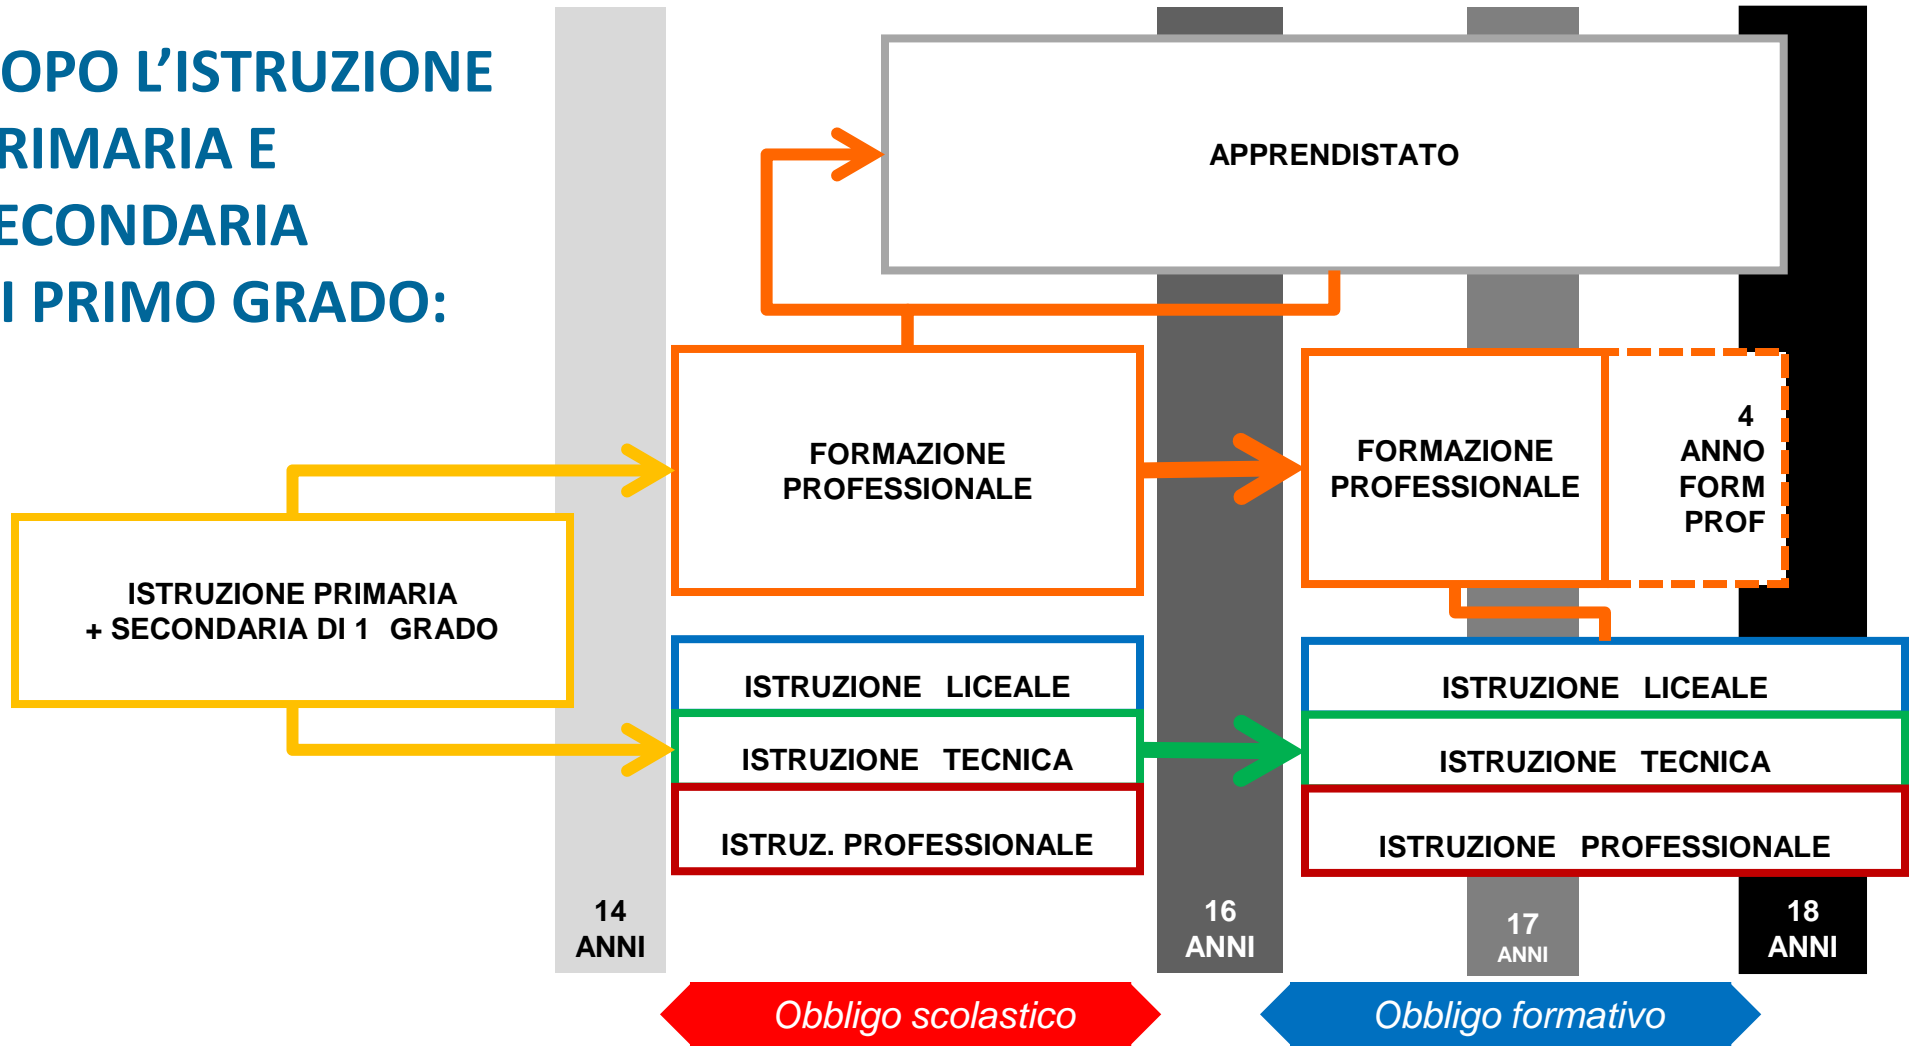 OPO L'ISTRUZIONE
RIMARIA E
ECONDARIA
I PRIMO GRADO:
APPRENDISTATO
FORMAZIONE
PROFESSIONALE
FORMAZIONE
PROFESSIONALE
4
ANNO
FORM
PROF
ISTRUZIONE PRIMARIA
+ SECONDARIA DI 1 GRADO
ISTRUZIONE LICEALE
ISTRUZIONE TECNICA
ISTRUZ. PROFESSIONALE
ISTRUZIONE LICEALE
ISTRUZIONE TECNICA
ISTRUZIONE PROFESSIONALE
14
ANNI
16
ANNI
17
ANNI
18
ANNI
Obbligo scolastico
Obbligo formativo